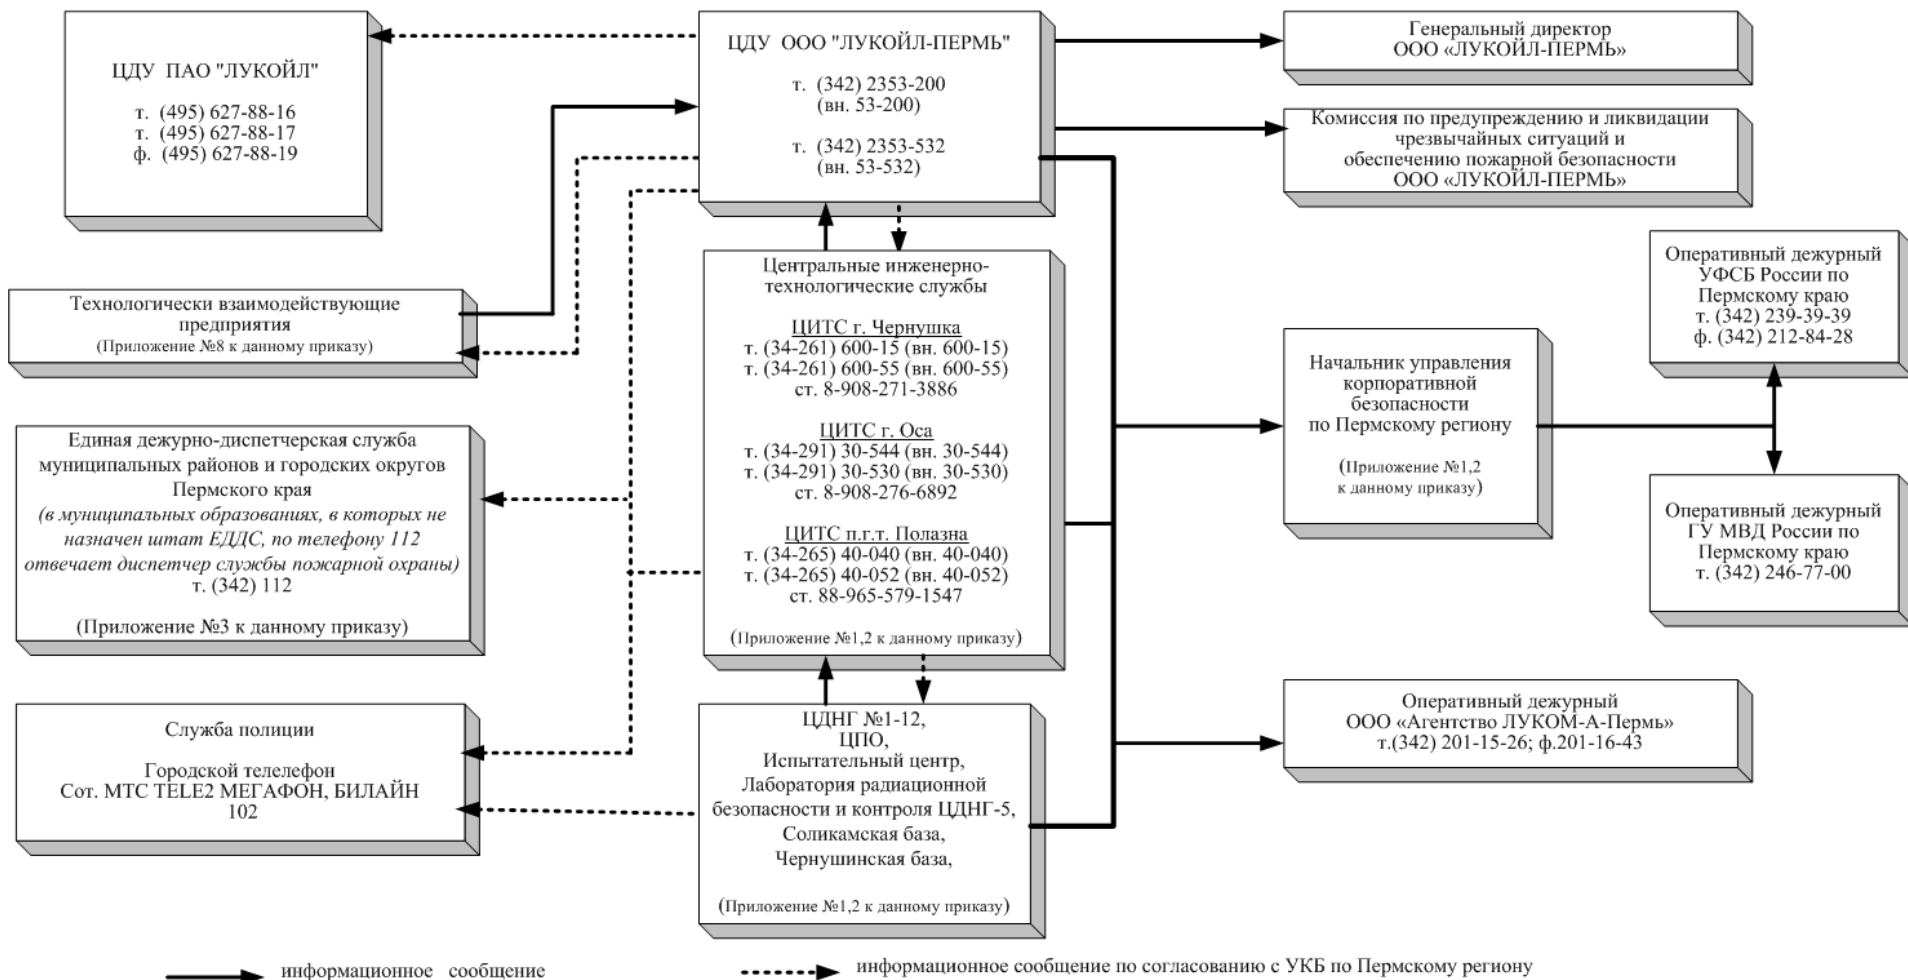 ЦДУ ПАО "ЛУКОЙЛ"
т. (495) 627-88-16
т. (495) 627-88-17
ф. (495) 627-88-19
ЦДУ ООО "ЛУКОЙЛ-ПЕРМЬ"
т. (342) 2353-200
(вн. 53-200)
т. (342) 2353-532
(вн. 53-532)
Генеральный директор
ООО «ЛУКОЙЛ-ПЕРМЬ»
Комиссия по предупреждению и ликвидации
чрезвычайных ситуаций и
обеспечению пожарной безопасности
ООО «ЛУКОЙЛ-ПЕРМЬ»
Технологически взаимодействующие
предприятия
(Приложение №8 к данному приказу)
Центральные инженерно-
технологические службы
ЦИТС г. Чернушка
т. (34-261) 600-15 (вн. 600-15)
т. (34-261) 600-55 (вн. 600-55)
ст. 8-908-271-3886
ЦИТС г. Оса
т. (34-291) 30-544 (вн. 30-544)
т. (34-291) 30-530 (вн. 30-530)
ст. 8-908-276-6892
ЦИТС п.г.т. Полазна
т. (34-265) 40-040 (вн. 40-040)
т. (34-265) 40-052 (вн. 40-052)
ст. 88-965-579-1547
(Приложение №1,2 к данному приказу)
Начальник управления
корпоративной
безопасности
по Пермскому региону
(Приложение №1,2
к данному приказу)
Оперативный дежурный
УФСБ России по
Пермскому краю
т. (342) 239-39-39
ф. (342) 212-84-28
Оперативный дежурный
ГУ МВД России по
Пермскому краю
т. (342) 246-77-00
Единая дежурно-диспетчерская служба
муниципальных районов и городских округов
Пермского края
(в муниципальных образованиях, в которых не
назначен штат ЕДДС, по телефону 112
отвечает диспетчер службы пожарной охраны)
т. (342) 112
(Приложение №3 к данному приказу)
Служба полиции
Городской телелефон
Сот. МТС TELE2 МЕГАФОН, БИЛАЙН
102
ЦДНГ №1-12,
ЦПО,
Испытательный центр,
Лаборатория радиационной
безопасности и контроля ЦДНГ-5,
Соликамская база,
Чернушинская база,
(Приложение №1,2 к данному приказу)
Оперативный дежурный
ООО «Агентство ЛУКОМ-А-Пермь»
т.(342) 201-15-26; ф.201-16-43
информационное сообщение
информационное сообщение по согласованию с УКБ по Пермскому региону